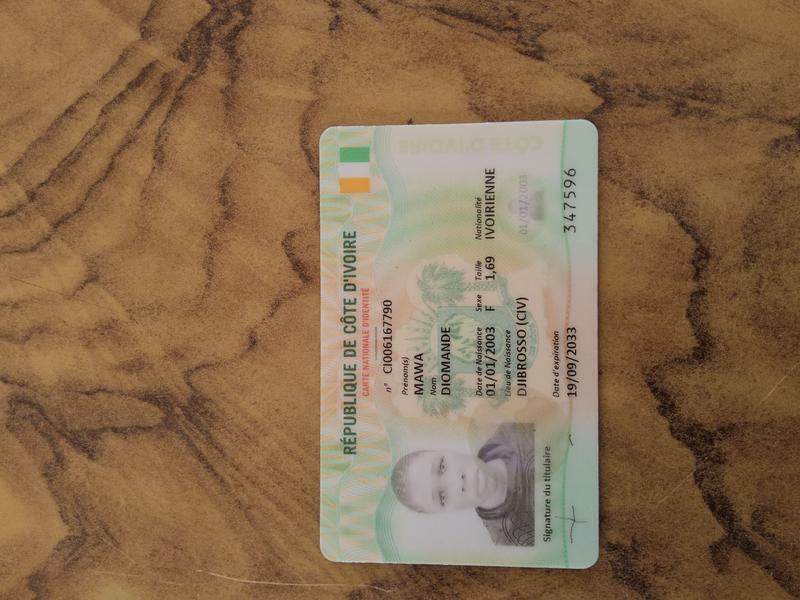 RÉPUBLIQUE DE CÔTE D'IVOIRE
CARTE NATIONALE D'IDENTITÉ
n° CI006167790
Prénom(s)
MAWA
Nom
DIOMANDE
Date de Naissance Sexe Taille Nationalité
01/01/2003 F 1,69 IVOIRIENNE
Lieu de Naissance
DJIBROSSO (CIV)
01/01/2003
Date d'expiration
19/09/2033
347596
Signature du titulaire
CÔTE D'IVOIRE